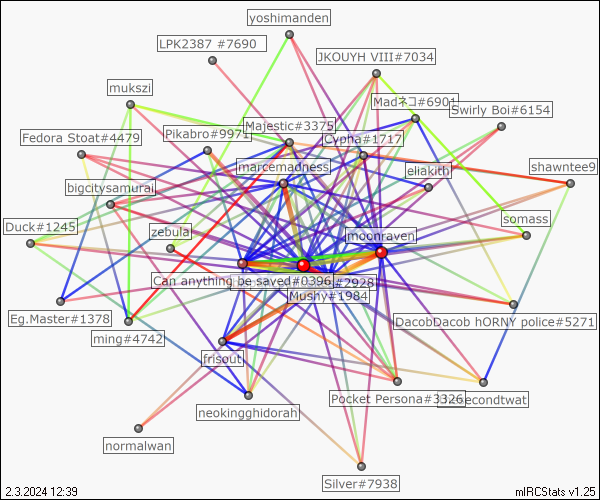 yoshimanden
LPK2387 #7690
JKOUYH VIII#7034
mukszi
Madネコ#6901
Swirly Boi#6154
Majestic#3375
Fedora Stoat#4479
Pikabro#9971
Cypha#1717
marcemadness
eliakith
shawntee9
bigcitysamurai
Duck#1245
somass
zebula
moonraven
Can anything be saved#0396
#2928
Mushy#1984
Eg.Master#1378
DacobDacob hORNY police#5271
ming#4742
frisout
Pocket Persona#3326
secondtwat
neokingghidorah
normalwan
Silver#7938
2.3.2024 12:39
mIRCStats v1.25